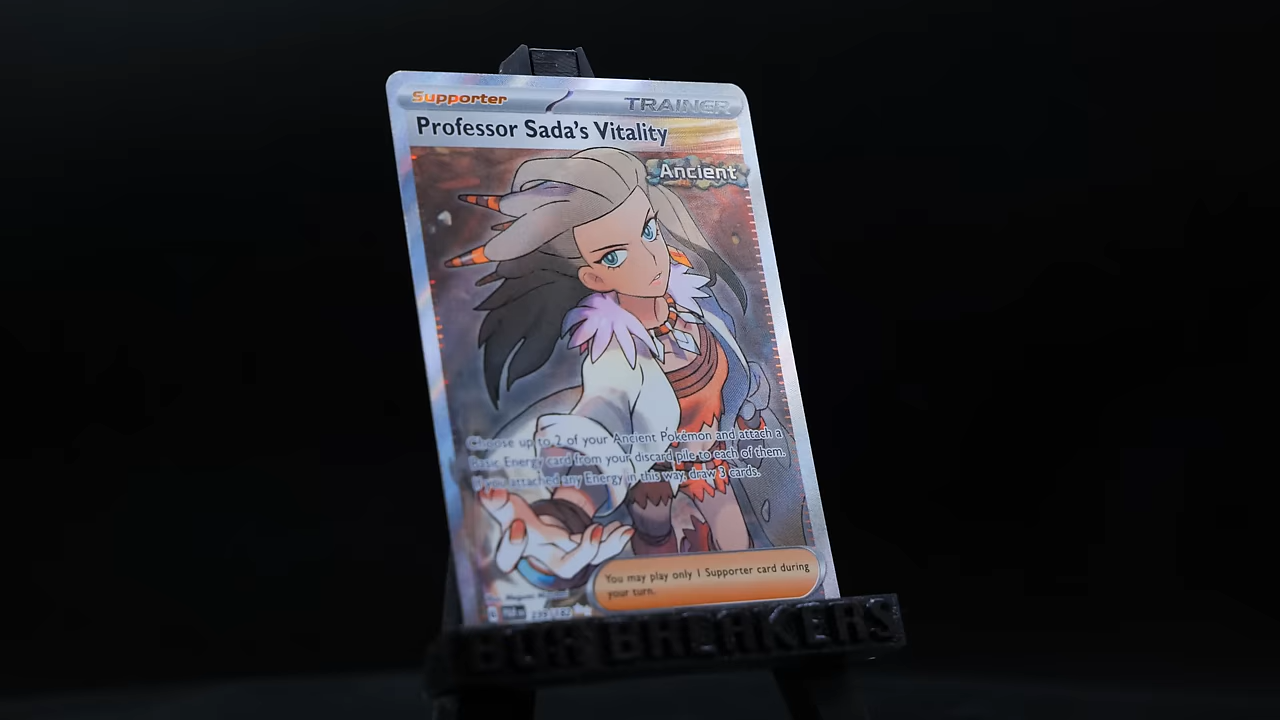 Supporter
TRAINER
Professor Sada's Vitality
Ancient
Choose up to 2 of your Ancient Pokémon and attach a
Basic Energy card from your discard pile to each of them.
If you attached any Energy in this way, draw 3 cards.
You may play only 1 Supporter card during
your turn.
BOX BREAKERS